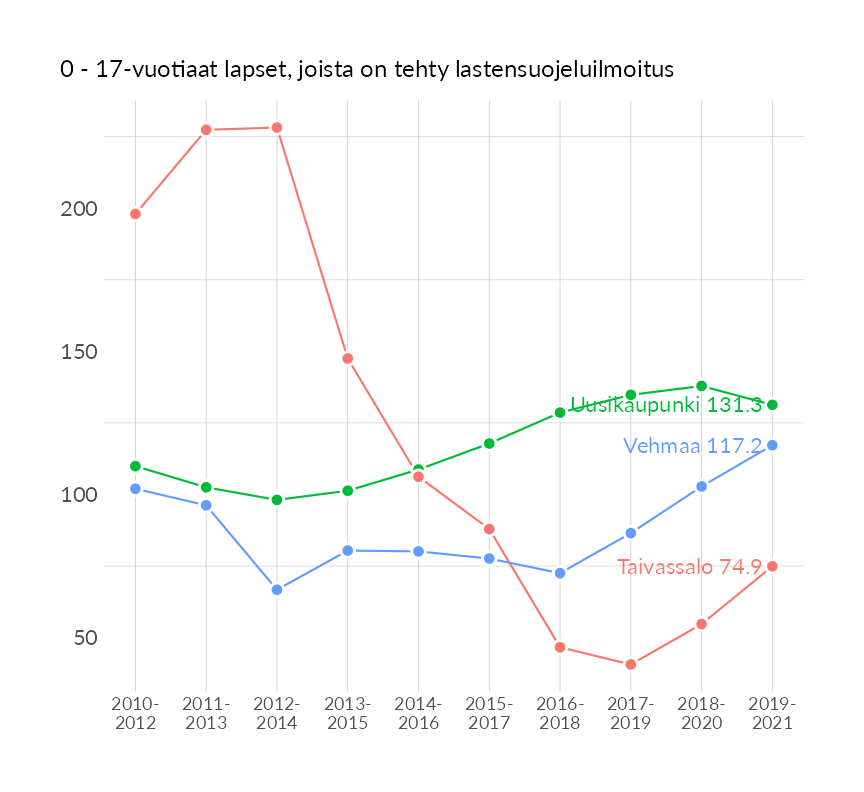 0 - 17-vuotiaat lapset, joista on tehty lastensuojeluilmoitus
200
150
100
50
Uusikaupunki 131.3
Vehmaa 117.2
Taivassalo 74.9
2010- 2011- 2012- 2013- 2014- 2015- 2016- 2017- 2018- 2019-
2012 2013 2014 2015 2016 2017 2018 2019 2020 2021